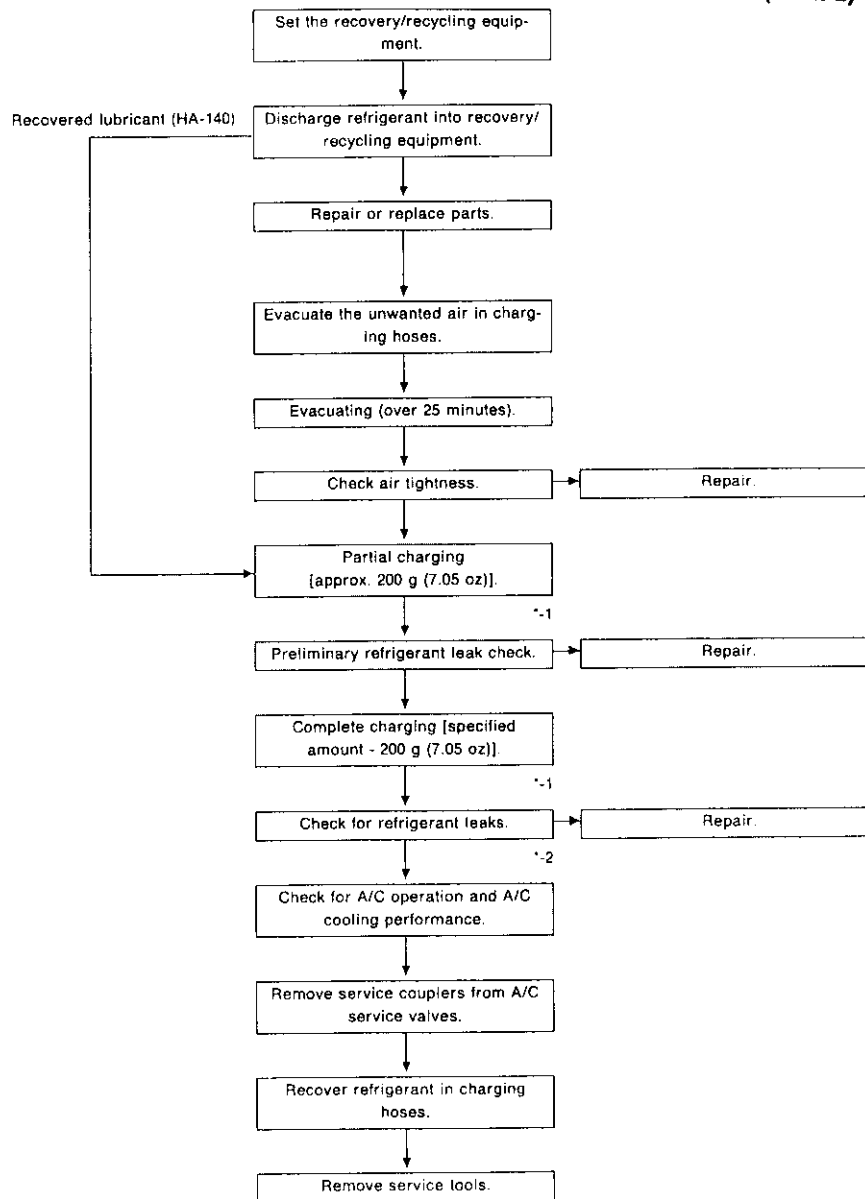 Set the recovery/recycling equip-
ment.
Recovered lubricant (HA-140)
Discharge refrigerant into recovery/
recycling equipment.
Repair or replace parts.
Evacuate the unwanted air in charg-
ing hoses.
Evacuating (over 25 minutes).
Check air tightness.
Repair.
Partial charging
[approx. 200 g (7.05 oz)].
*-1
Preliminary refrigerant leak check.
Repair.
Complete charging [specified
amount - 200 g (7.05 oz)].
*-1
Check for refrigerant leaks.
Repair.
*-2
Check for A/C operation and A/C
cooling performance.
Remove service couplers from A/C
service valves.
Recover refrigerant in charging
hoses.
Remove service tools.